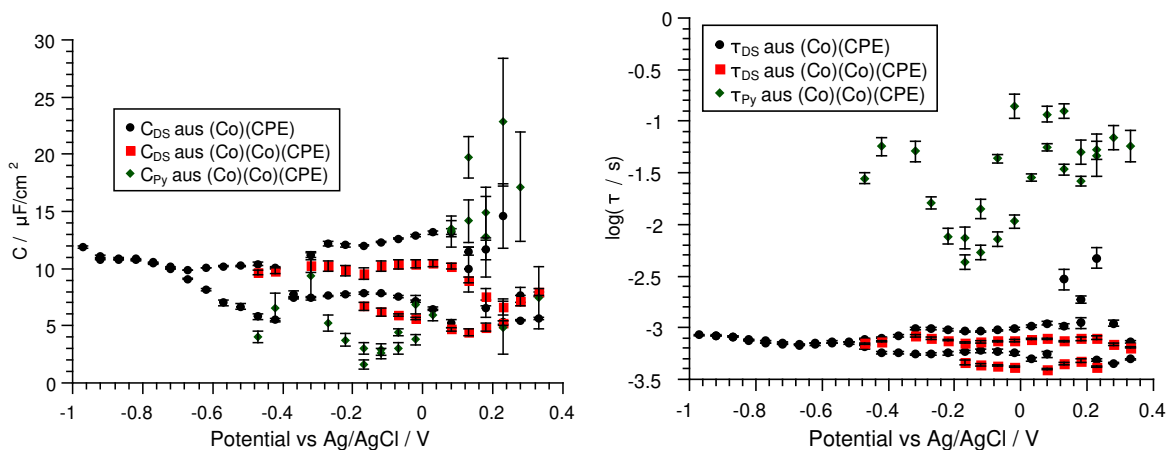 30
25
20
15
10
5
0
C / µF/cm²
C_DS aus (Co)(CPE)
C_DS aus (Co)(Co)(CPE)
C_Py aus (Co)(Co)(CPE)
-1 -0.8 -0.6 -0.4 -0.2 0 0.2 0.4
Potential vs Ag/AgCl / V
0
-0.5
-1
-1.5
-2
-2.5
-3
-3.5
log(τ / s)
τ_DS aus (Co)(CPE)
τ_DS aus (Co)(Co)(CPE)
τ_Py aus (Co)(Co)(CPE)
-1 -0.8 -0.6 -0.4 -0.2 0 0.2 0.4
Potential vs Ag/AgCl / V